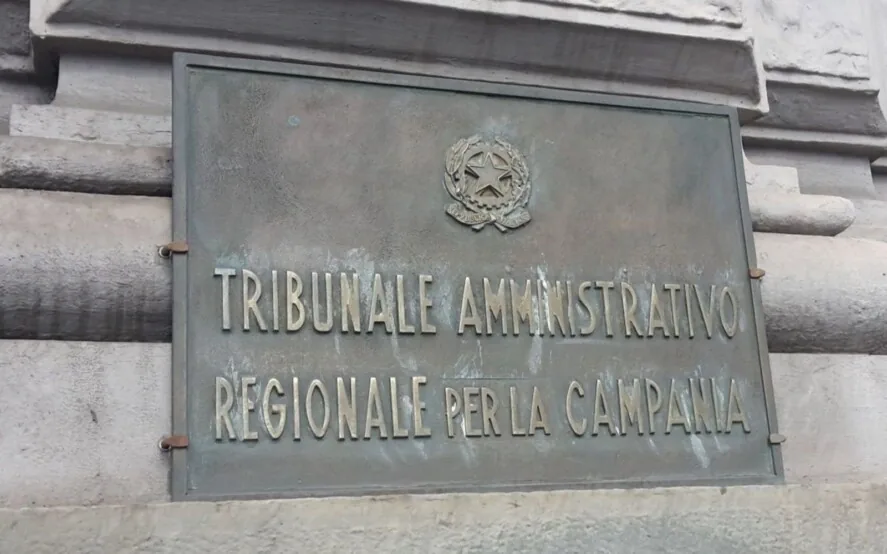 TRIBUNALE AMMINISTRATIVO
REGIONALE PER LA CAMPANIA